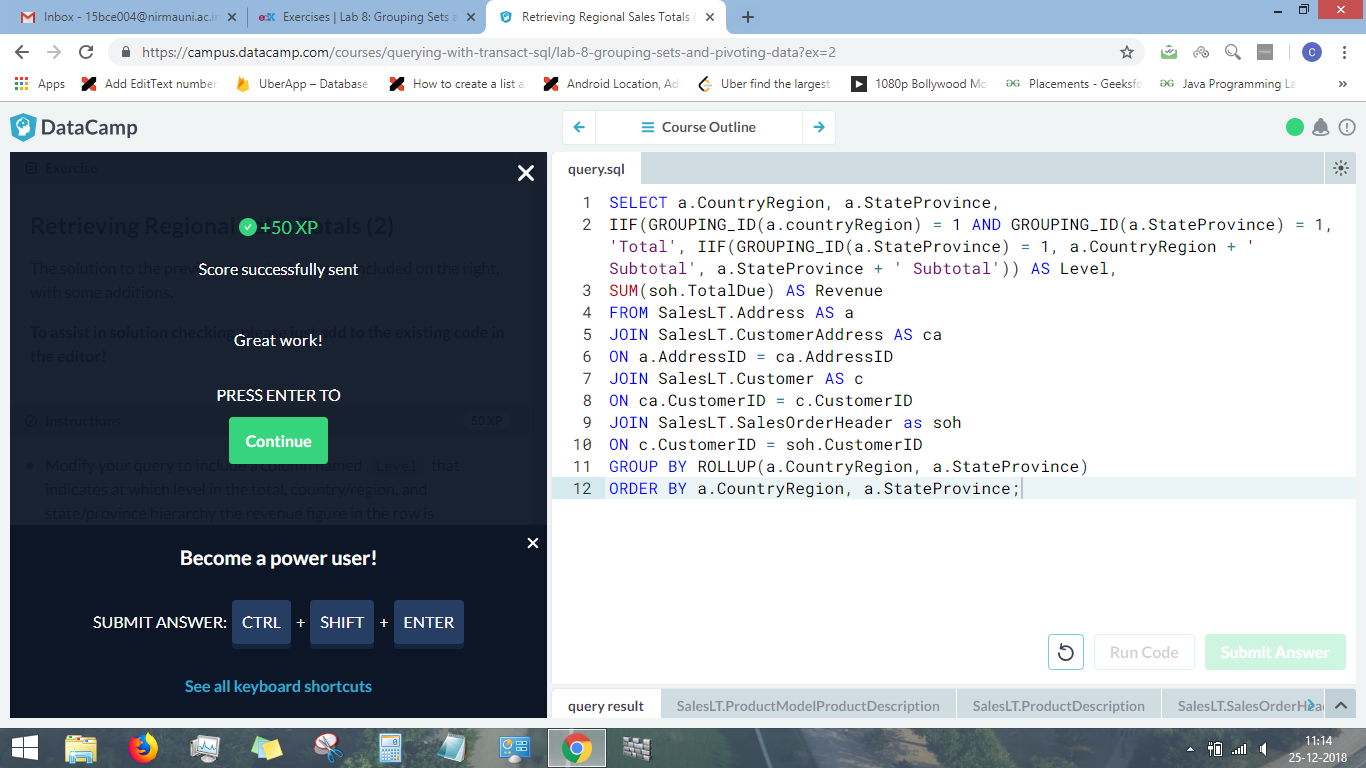 Inbox - 15bce004@nirmauni.ac.i
edX Exercises | Lab 8: Grouping Sets a
Retrieving Regional Sales Totals (
https://campus.datacamp.com/courses/querying-with-transact-sql/lab-8-grouping-sets-and-pivoting-data?ex=2
C
Apps
Add EditText number
UberApp – Database
How to create a list a
Android Location, Ad
Uber find the largest
1080p Bollywood Mo
Placements - Geeksfo
Java Programming La
»
DataCamp
Course Outline
Exercise
Retrieving Regional Sales Totals (2)
+50 XP
The solution to the previous included on the right,
Score successfully sent
with some additions.
To assist in solution checking, please just add to the existing code in
the editor!
Great work!
PRESS ENTER TO
Continue
Instructions
50 XP
Modify your query to include a column named Level that
indicates at which level in the total, country/region, and
state/province hierarchy the revenue figure in the row is
Become a power user!
SUBMIT ANSWER: CTRL + SHIFT + ENTER
See all keyboard shortcuts
query.sql
1 SELECT a.CountryRegion, a.StateProvince,
2 IIF(GROUPING_ID(a.countryRegion) = 1 AND GROUPING_ID(a.StateProvince) = 1,
'Total', IIF(GROUPING_ID(a.StateProvince) = 1, a.CountryRegion + '
Subtotal', a.StateProvince + ' Subtotal')) AS Level,
3 SUM(soh.TotalDue) AS Revenue
4 FROM SalesLT.Address AS a
5 JOIN SalesLT.CustomerAddress AS ca
6 ON a.AddressID = ca.AddressID
7 JOIN SalesLT.Customer AS c
8 ON ca.CustomerID = c.CustomerID
9 JOIN SalesLT.SalesOrderHeader as soh
10 ON c.CustomerID = soh.CustomerID
11 GROUP BY ROLLUP(a.CountryRegion, a.StateProvince)
12 ORDER BY a.CountryRegion, a.StateProvince;
Run Code
Submit Answer
query result
SalesLT.ProductModelProductDescription
SalesLT.ProductDescription
SalesLT.SalesOrderHea
11:14
25-12-2018